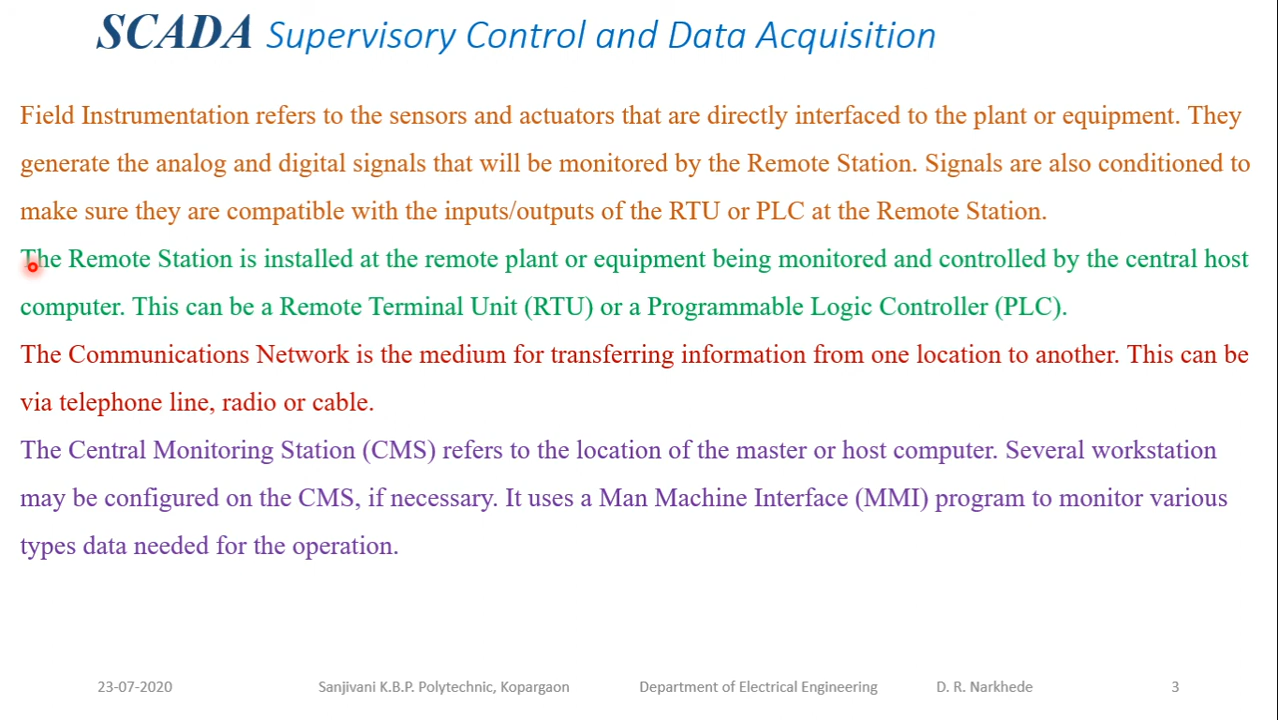 SCADA Supervisory Control and Data Acquisition
Field Instrumentation refers to the sensors and actuators that are directly interfaced to the plant or equipment. They
generate the analog and digital signals that will be monitored by the Remote Station. Signals are also conditioned to
make sure they are compatible with the inputs/outputs of the RTU or PLC at the Remote Station.
The Remote Station is installed at the remote plant or equipment being monitored and controlled by the central host
computer. This can be a Remote Terminal Unit (RTU) or a Programmable Logic Controller (PLC).
The Communications Network is the medium for transferring information from one location to another. This can be
via telephone line, radio or cable.
The Central Monitoring Station (CMS) refers to the location of the master or host computer. Several workstation
may be configured on the CMS, if necessary. It uses a Man Machine Interface (MMI) program to monitor various
types data needed for the operation.
23-07-2020 Sanjivani K.B.P. Polytechnic, Kopargaon Department of Electrical Engineering D. R. Narkhede 3